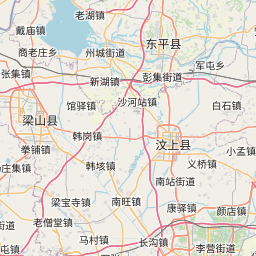 老湖镇
戴庙镇
东平县
商老庄乡
州城街道
军屯乡
张集镇
新湖镇
彭集街道
馆驿镇
沙河站镇
白石镇
梁山县
韩岗镇
汶上县
拳铺镇
小孟镇
韩垓镇
义桥镇
庄集镇
南站街道
梁宝寺镇
南旺镇
老僧堂镇
康驿镇
颜店镇
马村镇
长沟镇
李营街道